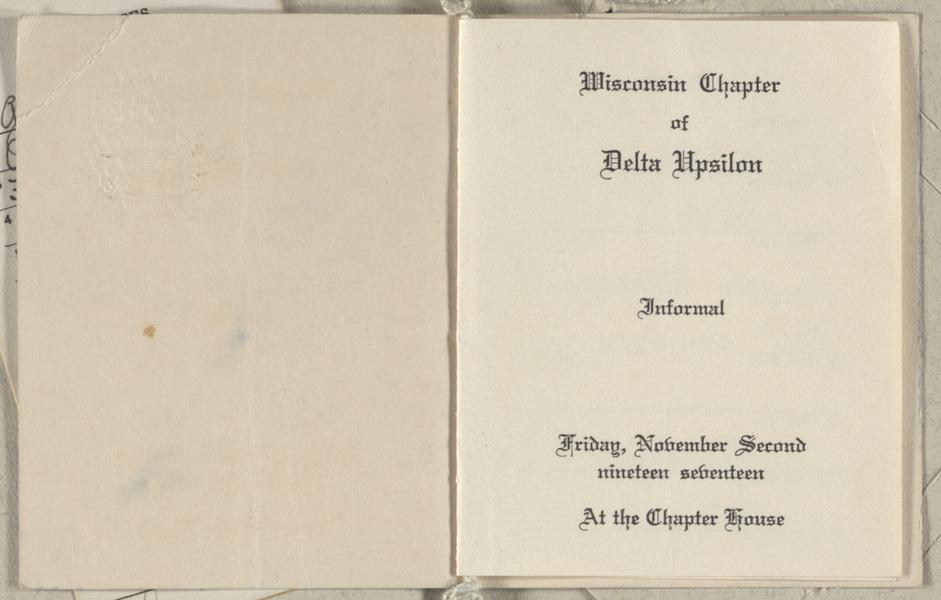 Wisconsin Chapter
of
Delta Upsilon
Informal
Friday, November Second
nineteen seventeen
At the Chapter House